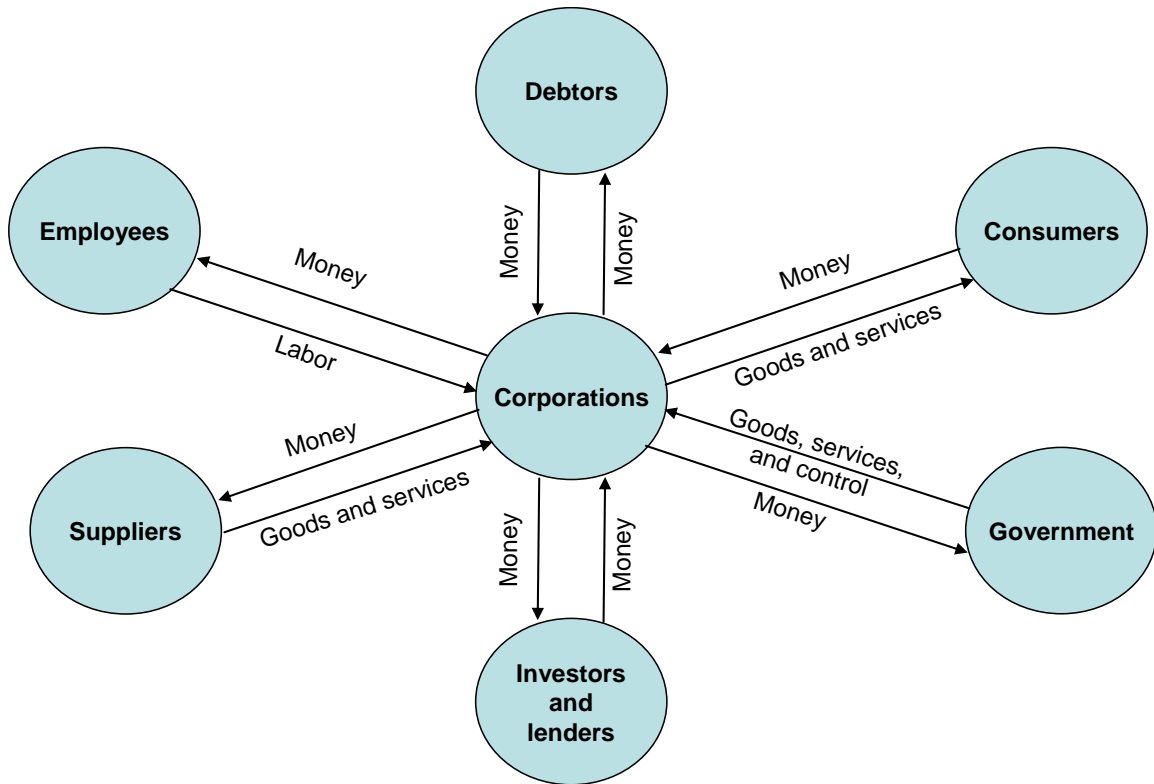 Debtors
Employees
Consumers
Money
Money
Money
Money
Labor
Goods and services
Corporations
Money
Goods and services
Goods, services,
and control
Money
Suppliers
Government
Money
Money
Investors
and
lenders